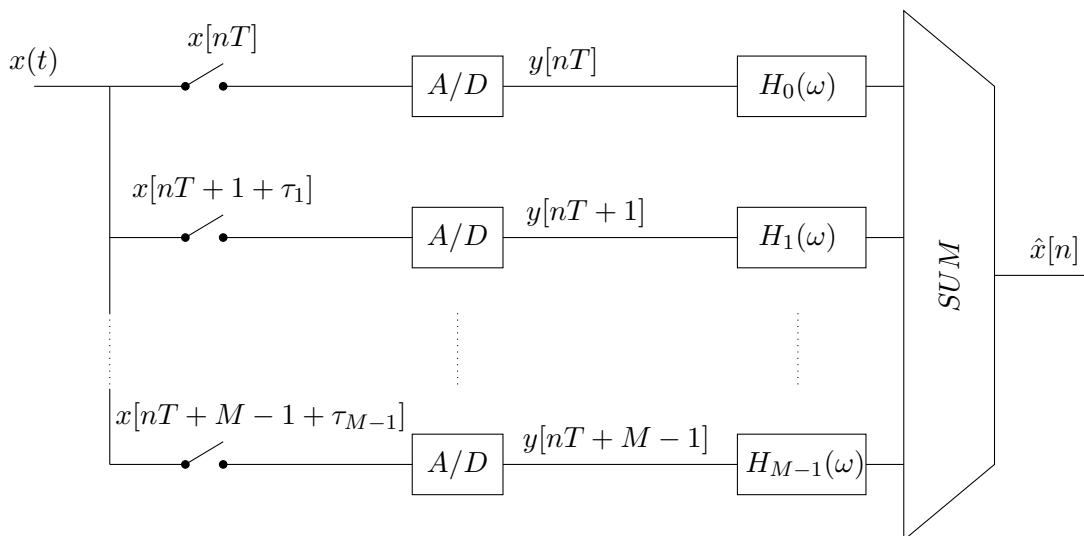 x[nT]
x(t)
A/D
y[nT]
H_0(ω)
x[nT + 1 + τ_1]
A/D
y[nT + 1]
H_1(ω)
SUM
x̂[n]
x[nT + M − 1 + τ_{M−1}]
A/D
y[nT + M − 1]
H_{M−1}(ω)